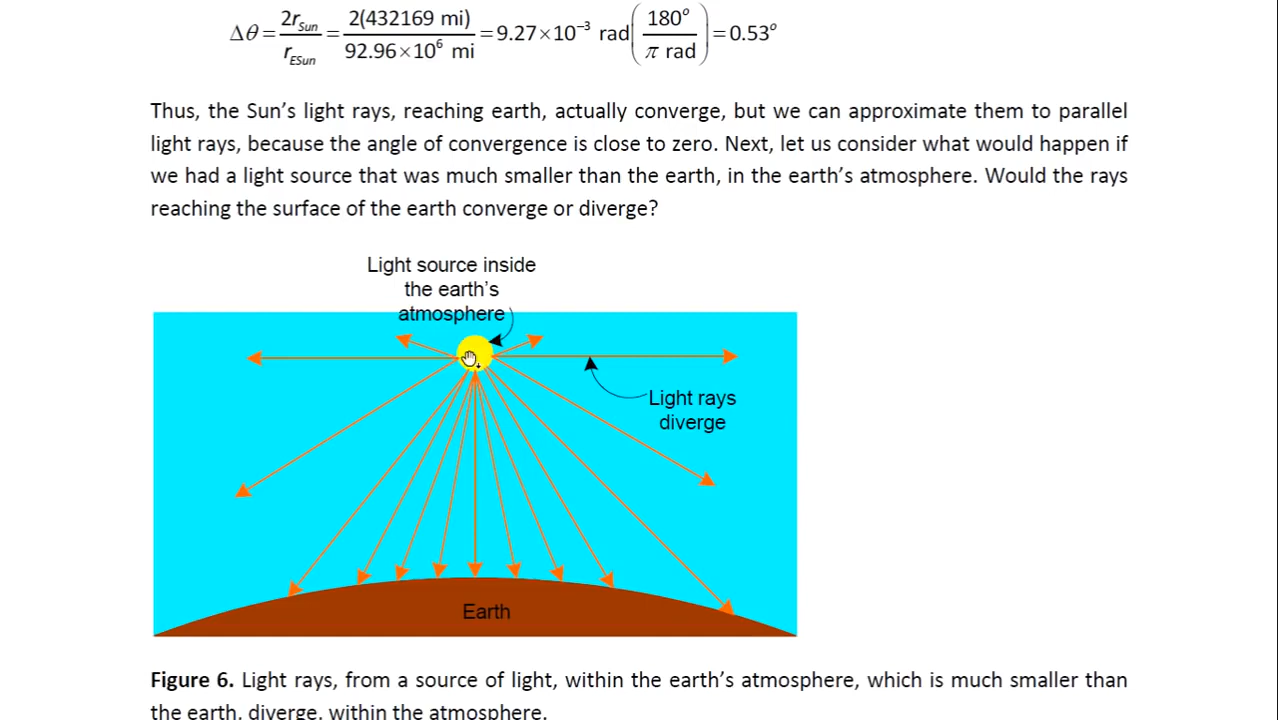 Δθ = 2r_Sun / r_ESun = 2(432169 mi) / 92.96×10⁶ mi = 9.27×10⁻³ rad (180° / π rad) = 0.53°
Thus, the Sun’s light rays, reaching earth, actually converge, but we can approximate them to parallel
light rays, because the angle of convergence is close to zero. Next, let us consider what would happen if
we had a light source that was much smaller than the earth, in the earth’s atmosphere. Would the rays
reaching the surface of the earth converge or diverge?
Light source inside
the earth’s
atmosphere
Light rays
diverge
Earth
Figure 6. Light rays, from a source of light, within the earth’s atmosphere, which is much smaller than
the earth, diverge, within the atmosphere.